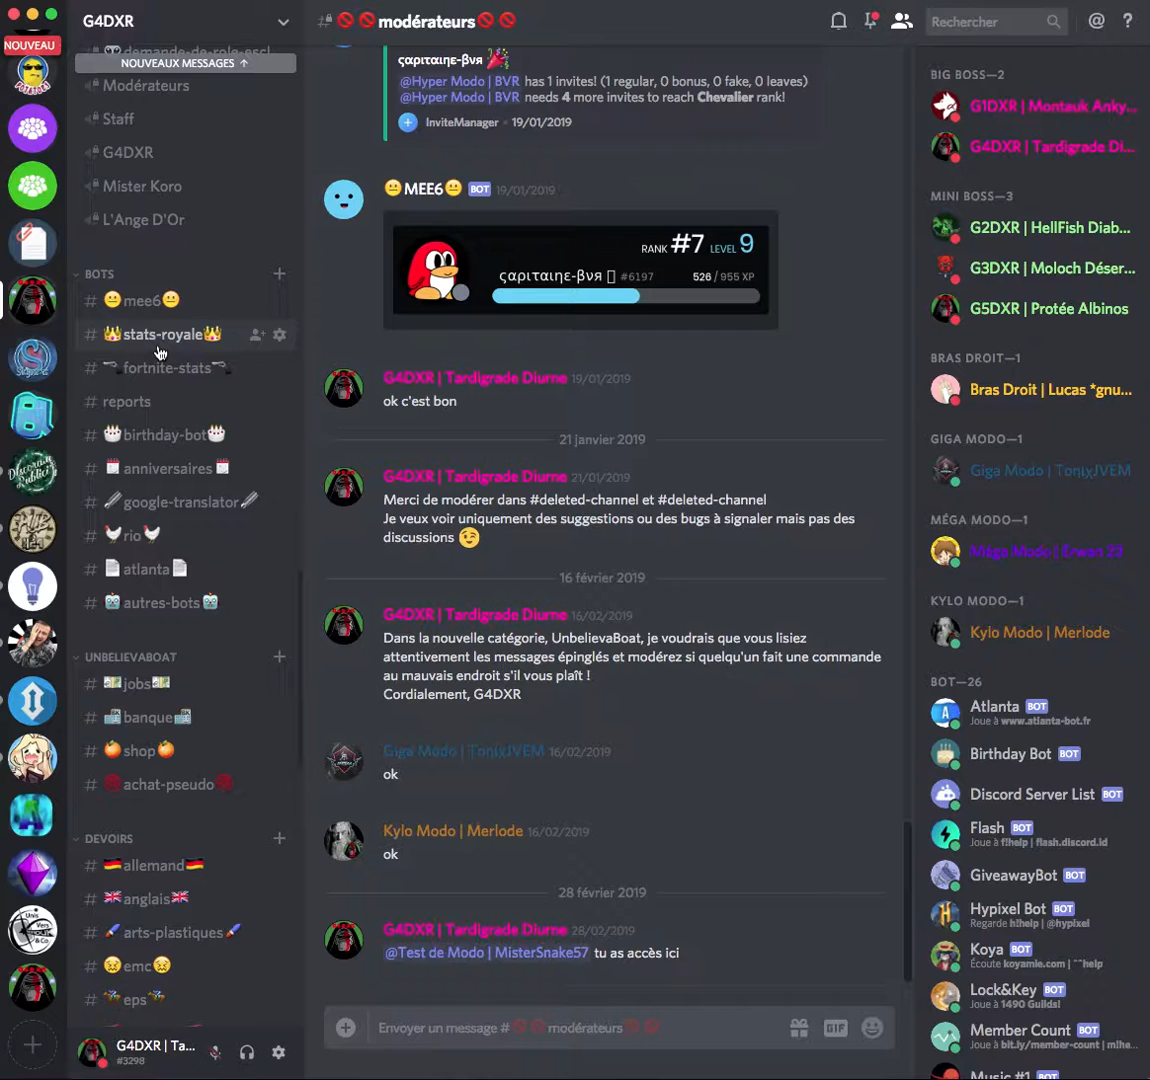 NOUVEAU
G4DXR
demande-de-role-escl
NOUVEAUX MESSAGES ↑
Modérateurs
Staff
G4DXR
Mister Koro
L'Ange D'Or
BOTS
# 😐mee6😐
# 👑stats-royale👑
# 🔫fortnite-stats🔫
# reports
# 🎂birthday-bot🎂
# 📅anniversaires📅
# 🖊google-translator🖊
# 🐔rio🐔
# 📄atlanta📄
# 🤖autres-bots🤖
UNBELIEVABOAT
# 💵jobs💵
# 🏦banque🏦
# 🍊shop🍊
# achat-pseudo
DEVOIRS
# 🇩🇪allemand🇩🇪
# 🇬🇧anglais🇬🇧
# 🖌arts-plastiques🖌
# 😣emc😣
# 🏇eps🏇
G4DXR | Ta...
#3298
# 🚫🚫modérateurs🚫🚫
ςαριταιηε-βνя 🎉
@Hyper Modo | BVR has 1 invites! (1 regular, 0 bonus, 0 fake, 0 leaves)
@Hyper Modo | BVR needs 4 more invites to reach Chevalier rank!
InviteManager • 19/01/2019
😐MEE6😐 BOT 19/01/2019
RANK #7 LEVEL 9
ςαριταιηε-βνя #6197 526 / 955 XP
G4DXR | Tardigrade Diurne 19/01/2019
ok c'est bon
21 janvier 2019
G4DXR | Tardigrade Diurne 21/01/2019
Merci de modérer dans #deleted-channel et #deleted-channel
Je veux voir uniquement des suggestions ou des bugs à signaler mais pas des
discussions 😉
16 février 2019
G4DXR | Tardigrade Diurne 16/02/2019
Dans la nouvelle catégorie, UnbelievaBoat, je voudrais que vous lisiez
attentivement les messages épinglés et modérez si quelqu'un fait une commande
au mauvais endroit s'il vous plaît !
Cordialement, G4DXR
Giga Modo | TonixJVEM 16/02/2019
ok
Kylo Modo | Merlode 16/02/2019
ok
28 février 2019
G4DXR | Tardigrade Diurne 28/02/2019
@Test de Modo | MisterSnake57 tu as accès ici
Envoyer un message # 🚫🚫modérateurs🚫🚫
GIF
Rechercher
BIG BOSS—2
G1DXR | Montauk Anky...
G4DXR | Tardigrade Di...
MINI BOSS—3
G2DXR | HellFish Diab...
G3DXR | Moloch Déser...
G5DXR | Protée Albinos
BRAS DROIT—1
Bras Droit | Lucas *gnu...
GIGA MODO—1
Giga Modo | TonixJVEM
MÉGA MODO—1
Méga Modo | Erwan 23
KYLO MODO—1
Kylo Modo | Merlode
BOT—26
Atlanta BOT
Joue à www.atlanta-bot.fr
Birthday Bot BOT
Discord Server List BOT
Flash BOT
Joue à f!help | flash.discord.id
GiveawayBot BOT
Hypixel Bot BOT
Regarde h!help | @hypixel
Koya BOT
Écoute koyamie.com | ^^help
Lock&Key BOT
Joue à 1490 Guilds!
Member Count BOT
Joue à bit.ly/member-count | m!he...
Music #1 BOT